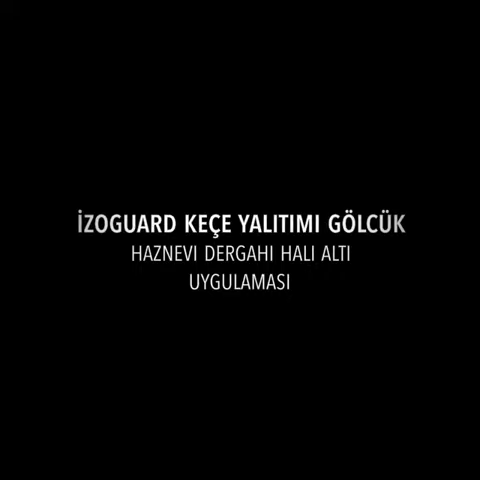 İZOGUARD KEÇE YALITIMI GÖLCÜK
HAZNEVI DERGAHI HALI ALTI
UYGULAMASI